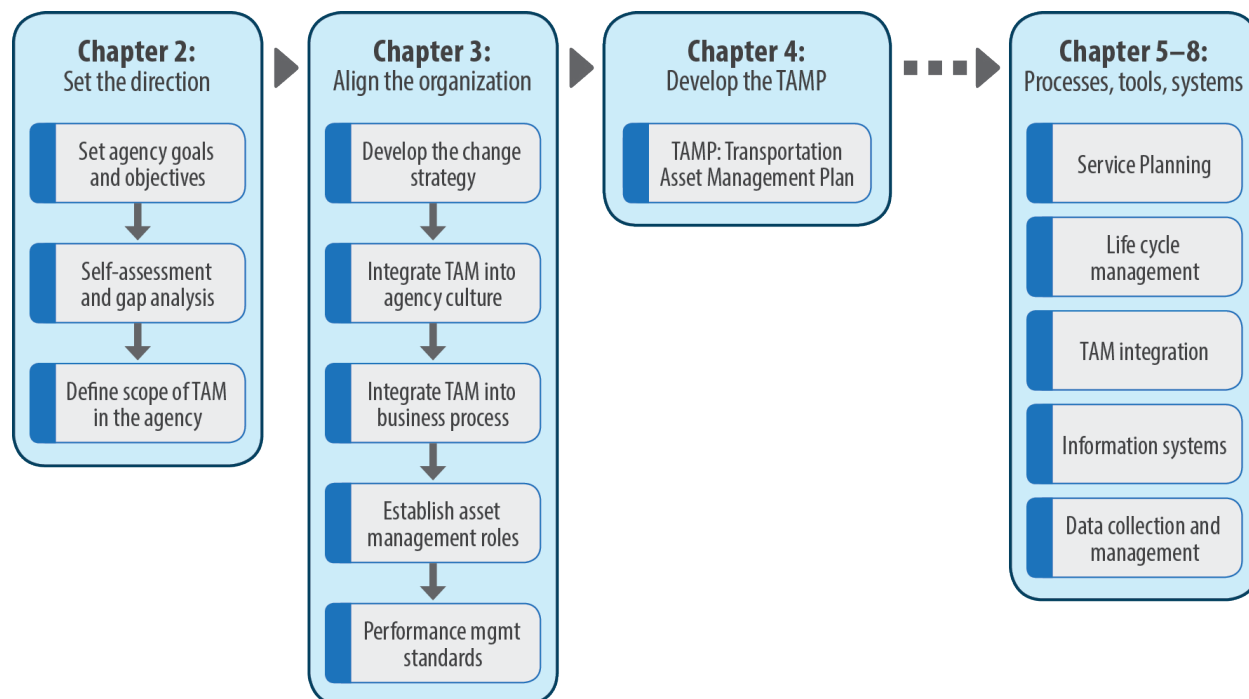 Chapter 2:
Set the direction
Set agency goals
and objectives
Self-assessment
and gap analysis
Define scope of TAM
in the agency
Chapter 3:
Align the organization
Develop the change
strategy
Integrate TAM into
agency culture
Integrate TAM into
business process
Establish asset
management roles
Performance mgmt
standards
Chapter 4:
Develop the TAMP
TAMP: Transportation
Asset Management Plan
Chapter 5–8:
Processes, tools, systems
Service Planning
Life cycle
management
TAM integration
Information systems
Data collection and
management